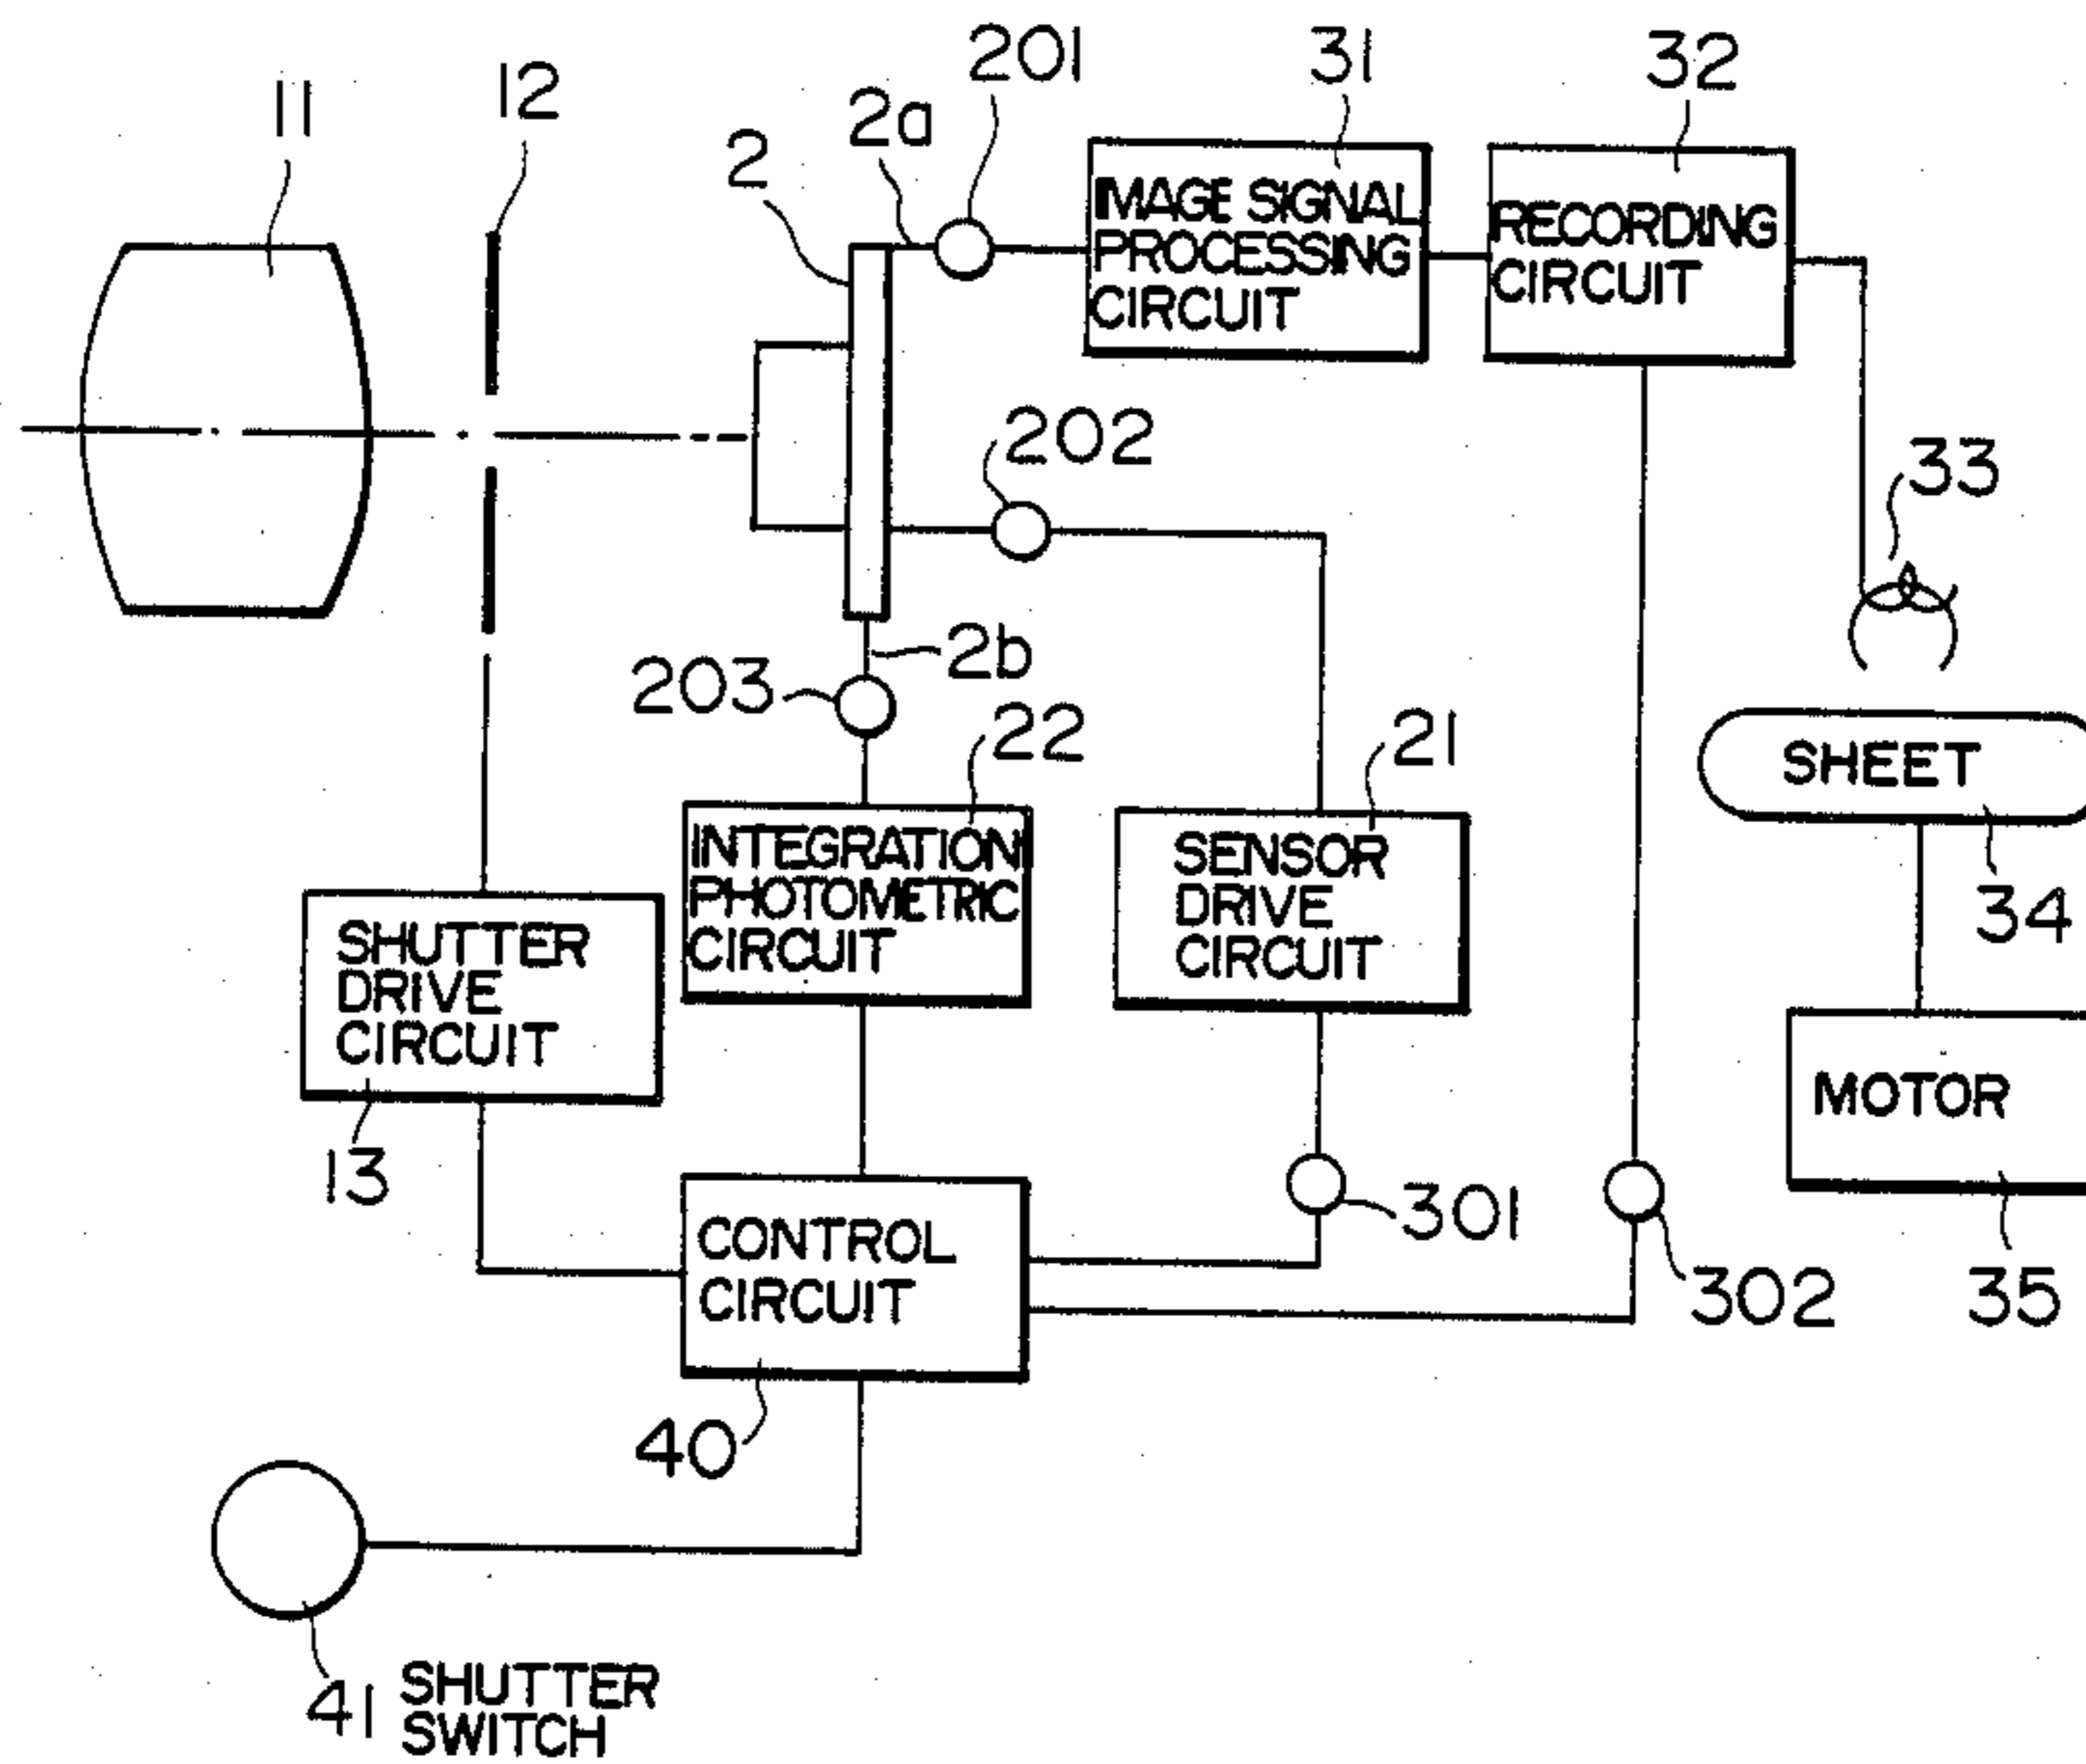 11
12
2
2a
201
31
32
IMAGE SIGNAL
PROCESSING
CIRCUIT
RECORDING
CIRCUIT
202
33
203
2b
22
21
SHEET
34
INTEGRATION
PHOTOMETRIC
CIRCUIT
SENSOR
DRIVE
CIRCUIT
SHUTTER
DRIVE
CIRCUIT
13
MOTOR
35
CONTROL
CIRCUIT
301
302
40
41
SHUTTER
SWITCH